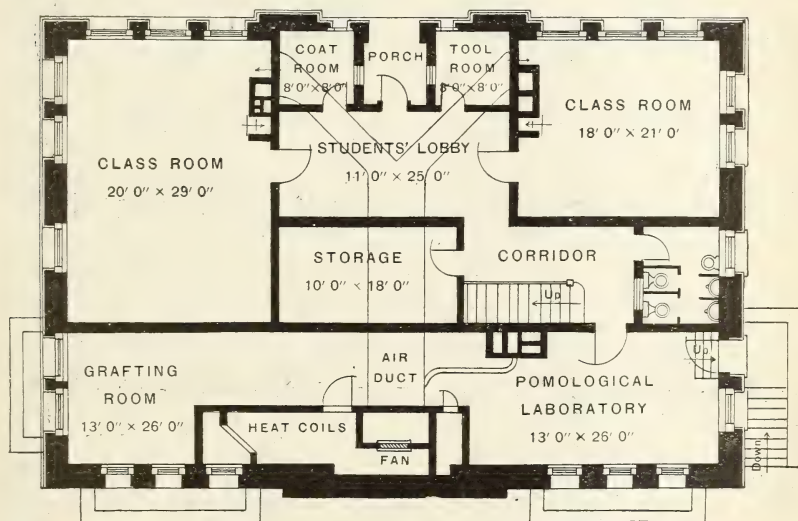 COAT
ROOM
8' 0" × 8' 0"
PORCH
TOOL
ROOM
8' 0" × 8' 0"
CLASS ROOM
18' 0" × 21' 0'
STUDENTS' LOBBY
11' 0" × 25' 0"
CLASS ROOM
20' 0" × 29' 0"
STORAGE
10' 0" × 18' 0"
CORRIDOR
Up
GRAFTING
ROOM
13' 0" × 26' 0"
AIR
DUCT
Up
POMOLOGICAL
LABORATORY
13' 0" × 26' 0"
HEAT COILS
FAN
Down